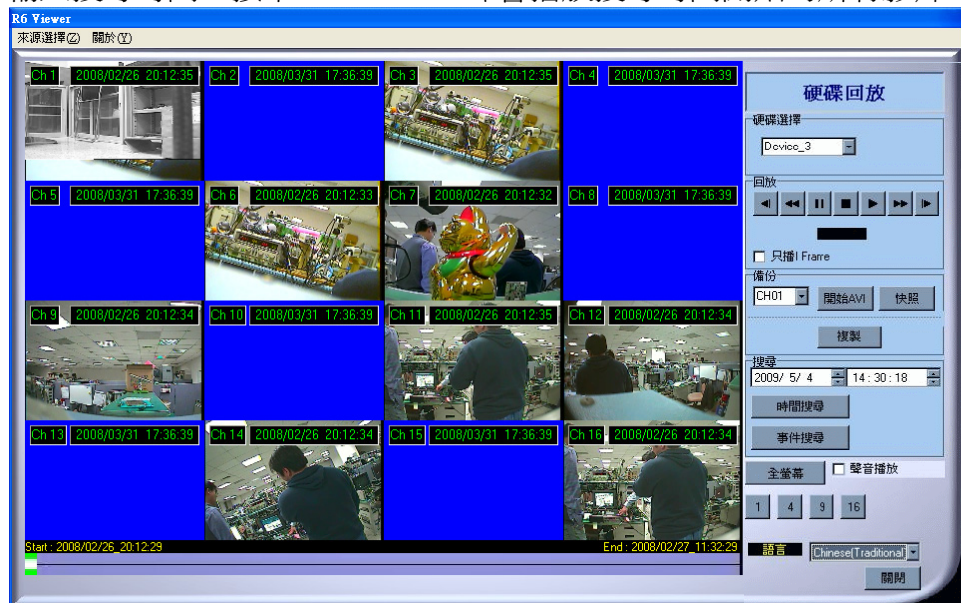 R6 Viewer
來源選擇(Z) 關於(Y)
Ch 1 2008/02/26 20:12:35
Ch 2 2008/03/31 17:36:39
Ch 3 2008/02/26 20:12:35
Ch 4 2008/03/31 17:36:39
Ch 5 2008/03/31 17:36:39
Ch 6 2008/02/26 20:12:33
Ch 7 2008/02/26 20:12:32
Ch 8 2008/03/31 17:36:39
Ch 9 2008/02/26 20:12:34
Ch 10 2008/03/31 17:36:39
Ch 11 2008/02/26 20:12:35
Ch 12 2008/02/26 20:12:34
Ch 13 2008/03/31 17:36:39
Ch 14 2008/02/26 20:12:34
Ch 15 2008/03/31 17:36:39
Ch 16 2008/02/26 20:12:34
Start : 2008/02/26_20:12:29
End : 2008/02/27_11:32:29
硬碟回放
硬碟選擇
Device_3
回放
只播I Frame
備份
CH01 開始AVI 快照
複製
搜尋
2009/ 5/ 4 14 : 30 : 18
時間搜尋
事件搜尋
全螢幕 聲音播放
1 4 9 16
語言 Chinese(Traditional)
關閉